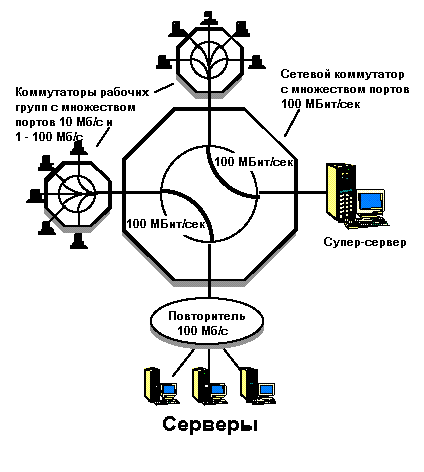 Сетевой коммутатор
с множеством портов
100 МБит/сек
Коммутаторы рабочих
групп с множеством
портов 10 Мб/с и
1 - 100 Мб/с
100 МБит/сек
100 МБит/сек
Супер-сервер
Повторитель
100 Мб/с
Серверы